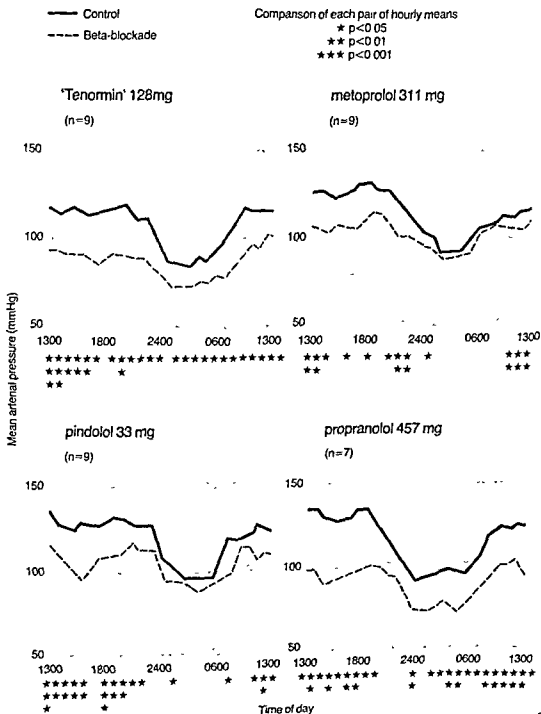 Control
Beta-blockade
Comparison of each pair of hourly means
★ p<0 05
★★ p<0 01
★★★ p<0 001
'Tenormin' 128mg
(n=9)
metoprolol 311 mg
(n=9)
150
100
50
150
100
50
1300 1800 2400 0600 1300
1300 1800 2400 0600 1300
Mean arterial pressure (mmHg)
pindolol 33 mg
(n=9)
propranolol 457 mg
(n=7)
150
100
50
150
100
50
1300 1800 2400 0600 1300
1300 1800 2400 0600 1300
Time of day